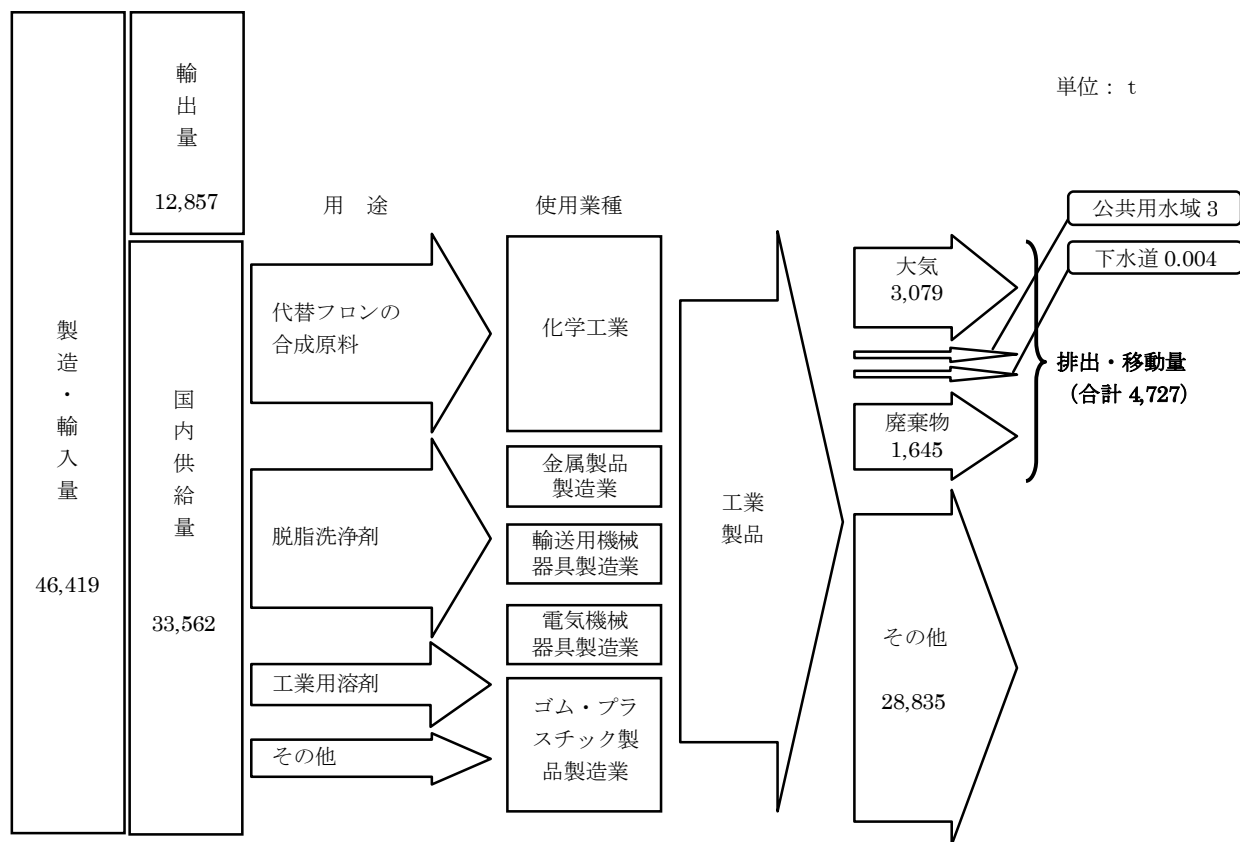 製造・輸入量
46,419
輸出量
12,857
国内供給量
33,562
単位：t
用　途
使用業種
代替フロンの
合成原料
脱脂洗浄剤
工業用溶剤
その他
化学工業
金属製品
製造業
輸送用機械
器具製造業
電気機械
器具製造業
ゴム・プラ
スチック製
品製造業
工業
製品
大気
3,079
廃棄物
1,645
その他
28,835
公共用水域 3
下水道 0.004
排出・移動量
（合計 4,727）